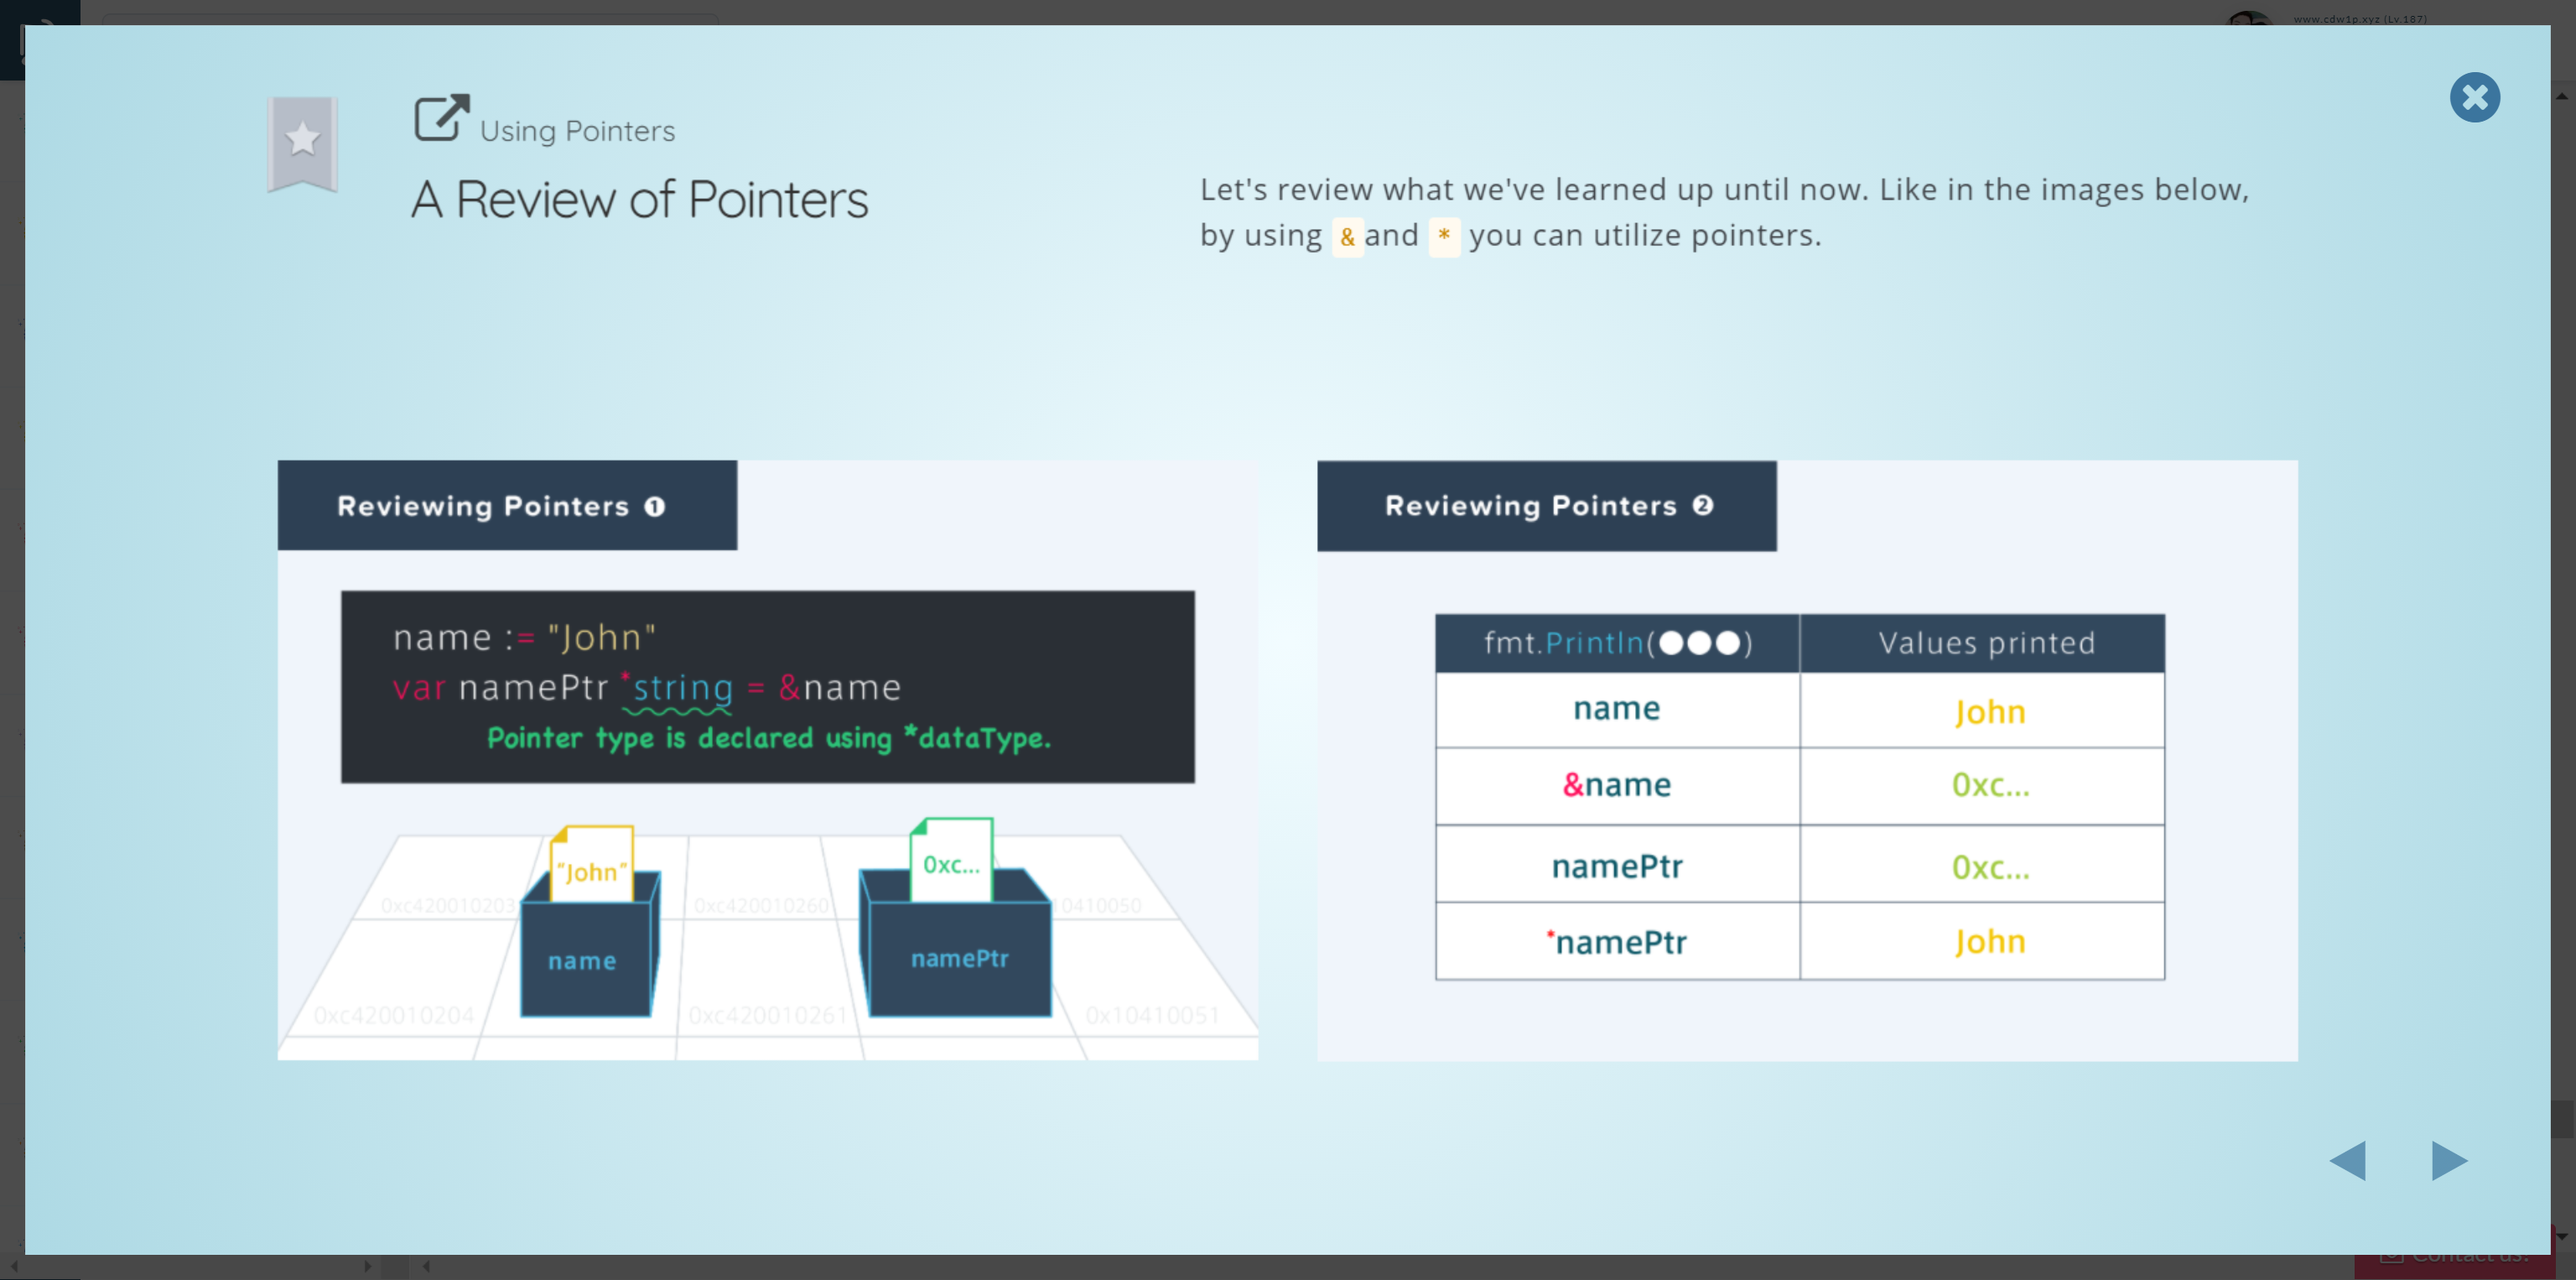 www.cdw1p.xyz (Lv.187)
Using Pointers
A Review of Pointers
Let's review what we've learned up until now. Like in the images below,
by using & and * you can utilize pointers.
Reviewing Pointers ❶
name := "John"
var namePtr *string = &name
Pointer type is declared using *dataType.
"John"
0xc...
0xc420010203
0xc420010260
10410050
name
namePtr
0xc420010204
0xc420010261
0x10410051
Reviewing Pointers ❷
fmt.Println(●●●)
Values printed
name
John
&name
0xc...
namePtr
0xc...
*namePtr
John
Contact us!